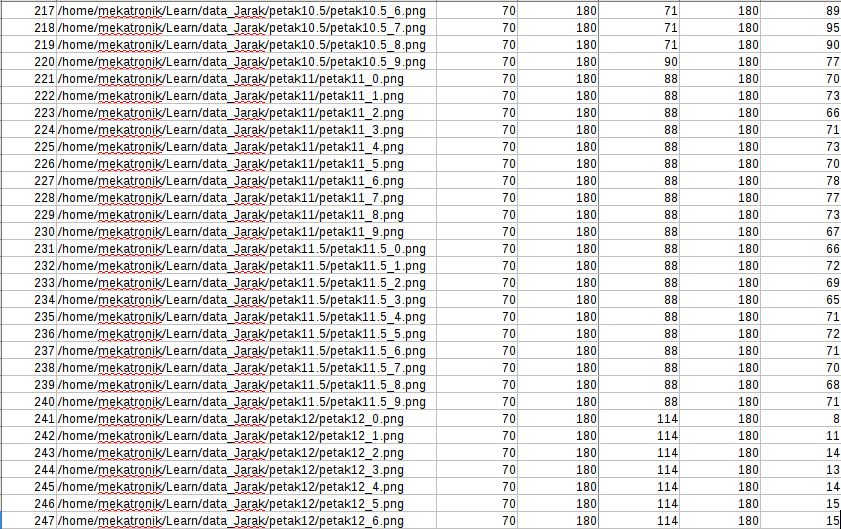 217 /home/mekatronik/Learn/data_Jarak/petak10.5/petak10.5_6.png 70 180 71 180 89
218 /home/mekatronik/Learn/data_Jarak/petak10.5/petak10.5_7.png 70 180 71 180 95
219 /home/mekatronik/Learn/data_Jarak/petak10.5/petak10.5_8.png 70 180 71 180 90
220 /home/mekatronik/Learn/data_Jarak/petak10.5/petak10.5_9.png 70 180 90 180 77
221 /home/mekatronik/Learn/data_Jarak/petak11/petak11_0.png 70 180 88 180 70
222 /home/mekatronik/Learn/data_Jarak/petak11/petak11_1.png 70 180 88 180 73
223 /home/mekatronik/Learn/data_Jarak/petak11/petak11_2.png 70 180 88 180 66
224 /home/mekatronik/Learn/data_Jarak/petak11/petak11_3.png 70 180 88 180 71
225 /home/mekatronik/Learn/data_Jarak/petak11/petak11_4.png 70 180 88 180 73
226 /home/mekatronik/Learn/data_Jarak/petak11/petak11_5.png 70 180 88 180 70
227 /home/mekatronik/Learn/data_Jarak/petak11/petak11_6.png 70 180 88 180 78
228 /home/mekatronik/Learn/data_Jarak/petak11/petak11_7.png 70 180 88 180 77
229 /home/mekatronik/Learn/data_Jarak/petak11/petak11_8.png 70 180 88 180 73
230 /home/mekatronik/Learn/data_Jarak/petak11/petak11_9.png 70 180 88 180 67
231 /home/mekatronik/Learn/data_Jarak/petak11.5/petak11.5_0.png 70 180 88 180 66
232 /home/mekatronik/Learn/data_Jarak/petak11.5/petak11.5_1.png 70 180 88 180 72
233 /home/mekatronik/Learn/data_Jarak/petak11.5/petak11.5_2.png 70 180 88 180 69
234 /home/mekatronik/Learn/data_Jarak/petak11.5/petak11.5_3.png 70 180 88 180 65
235 /home/mekatronik/Learn/data_Jarak/petak11.5/petak11.5_4.png 70 180 88 180 71
236 /home/mekatronik/Learn/data_Jarak/petak11.5/petak11.5_5.png 70 180 88 180 72
237 /home/mekatronik/Learn/data_Jarak/petak11.5/petak11.5_6.png 70 180 88 180 71
238 /home/mekatronik/Learn/data_Jarak/petak11.5/petak11.5_7.png 70 180 88 180 70
239 /home/mekatronik/Learn/data_Jarak/petak11.5/petak11.5_8.png 70 180 88 180 68
240 /home/mekatronik/Learn/data_Jarak/petak11.5/petak11.5_9.png 70 180 88 180 71
241 /home/mekatronik/Learn/data_Jarak/petak12/petak12_0.png 70 180 114 180 8
242 /home/mekatronik/Learn/data_Jarak/petak12/petak12_1.png 70 180 114 180 11
243 /home/mekatronik/Learn/data_Jarak/petak12/petak12_2.png 70 180 114 180 14
244 /home/mekatronik/Learn/data_Jarak/petak12/petak12_3.png 70 180 114 180 13
245 /home/mekatronik/Learn/data_Jarak/petak12/petak12_4.png 70 180 114 180 14
246 /home/mekatronik/Learn/data_Jarak/petak12/petak12_5.png 70 180 114 180 15
247 /home/mekatronik/Learn/data_Jarak/petak12/petak12_6.png 70 180 114 180 15